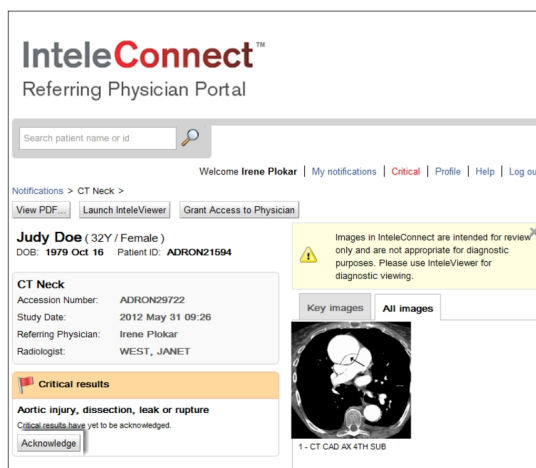 InteleConnect™
Referring Physician Portal
Search patient name or id
Welcome Irene Plokar | My notifications | Critical | Profile | Help | Log ou
Notifications > CT Neck >
View PDF... Launch InteleViewer Grant Access to Physician
Judy Doe (32Y / Female)
DOB: 1979 Oct 16 Patient ID: ADRON21594
CT Neck
Accession Number: ADRON29722
Study Date: 2012 May 31 09:26
Referring Physician: Irene Plokar
Radiologist: WEST, JANET
Critical results
Aortic injury, dissection, leak or rupture
Critical results have yet to be acknowledged.
Acknowledge
Images in InteleConnect are intended for review
only and are not appropriate for diagnostic
purposes. Please use InteleViewer for
diagnostic viewing.
Key images All images
1 - CT CAD AX 4TH SUB